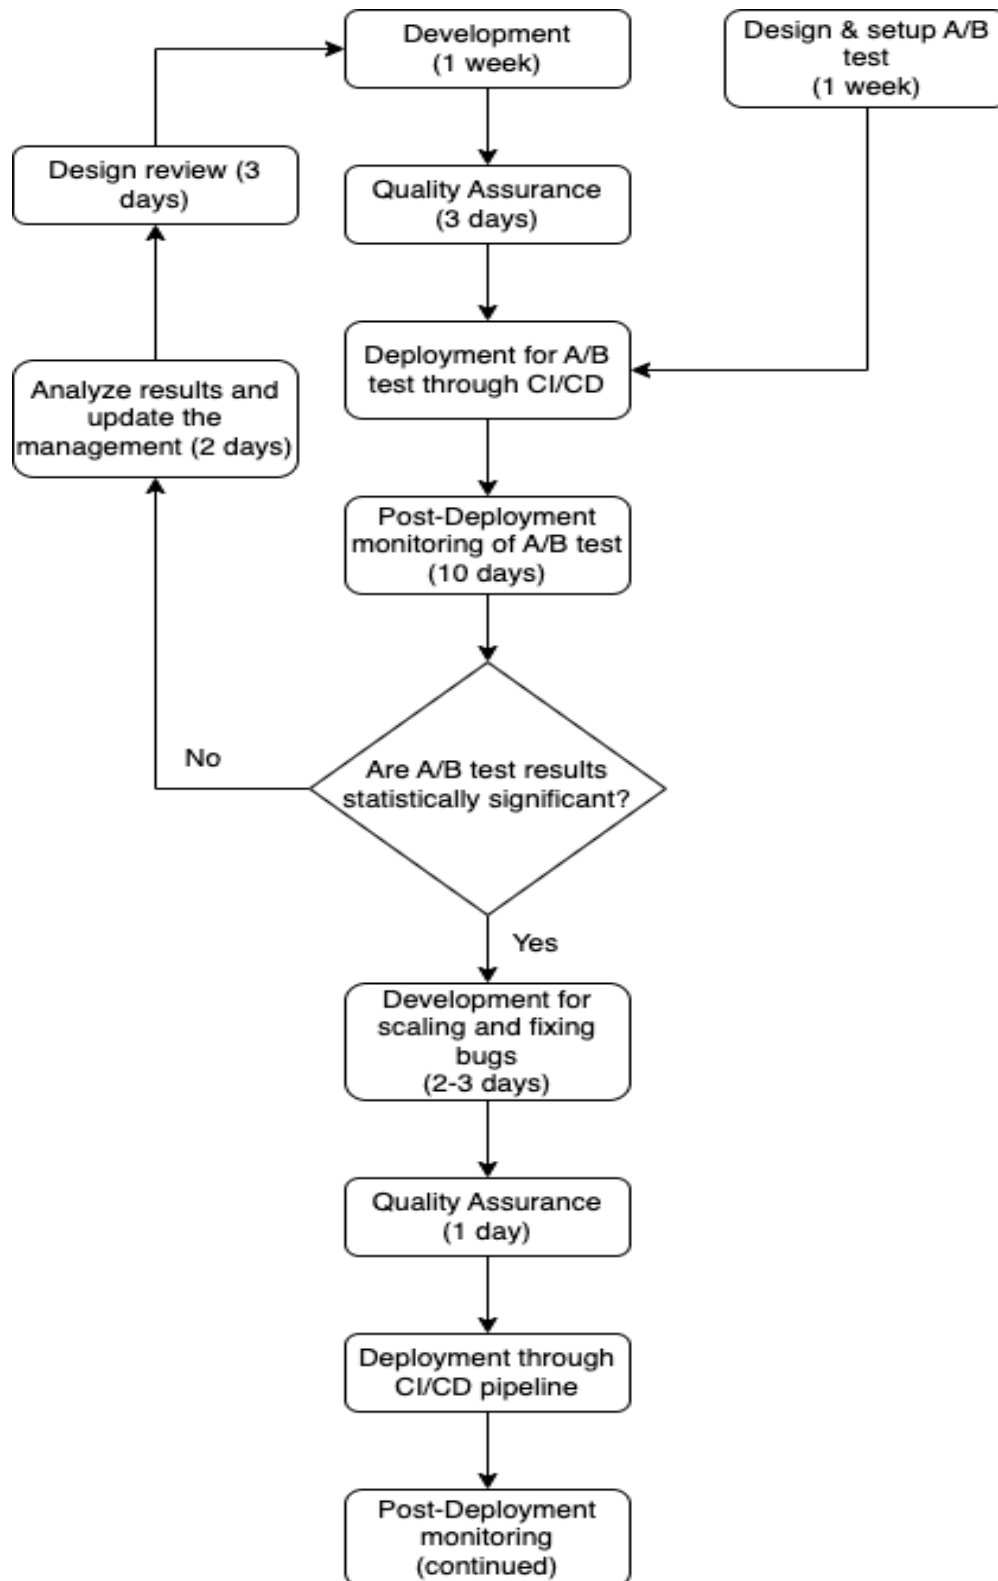 Development
(1 week)
Design & setup A/B
test
(1 week)
Design review (3
days)
Quality Assurance
(3 days)
Deployment for A/B
test through CI/CD
Analyze results and
update the
management (2 days)
Post-Deployment
monitoring of A/B test
(10 days)
No
Are A/B test results
statistically significant?
Yes
Development for
scaling and fixing
bugs
(2-3 days)
Quality Assurance
(1 day)
Deployment through
CI/CD pipeline
Post-Deployment
monitoring
(continued)